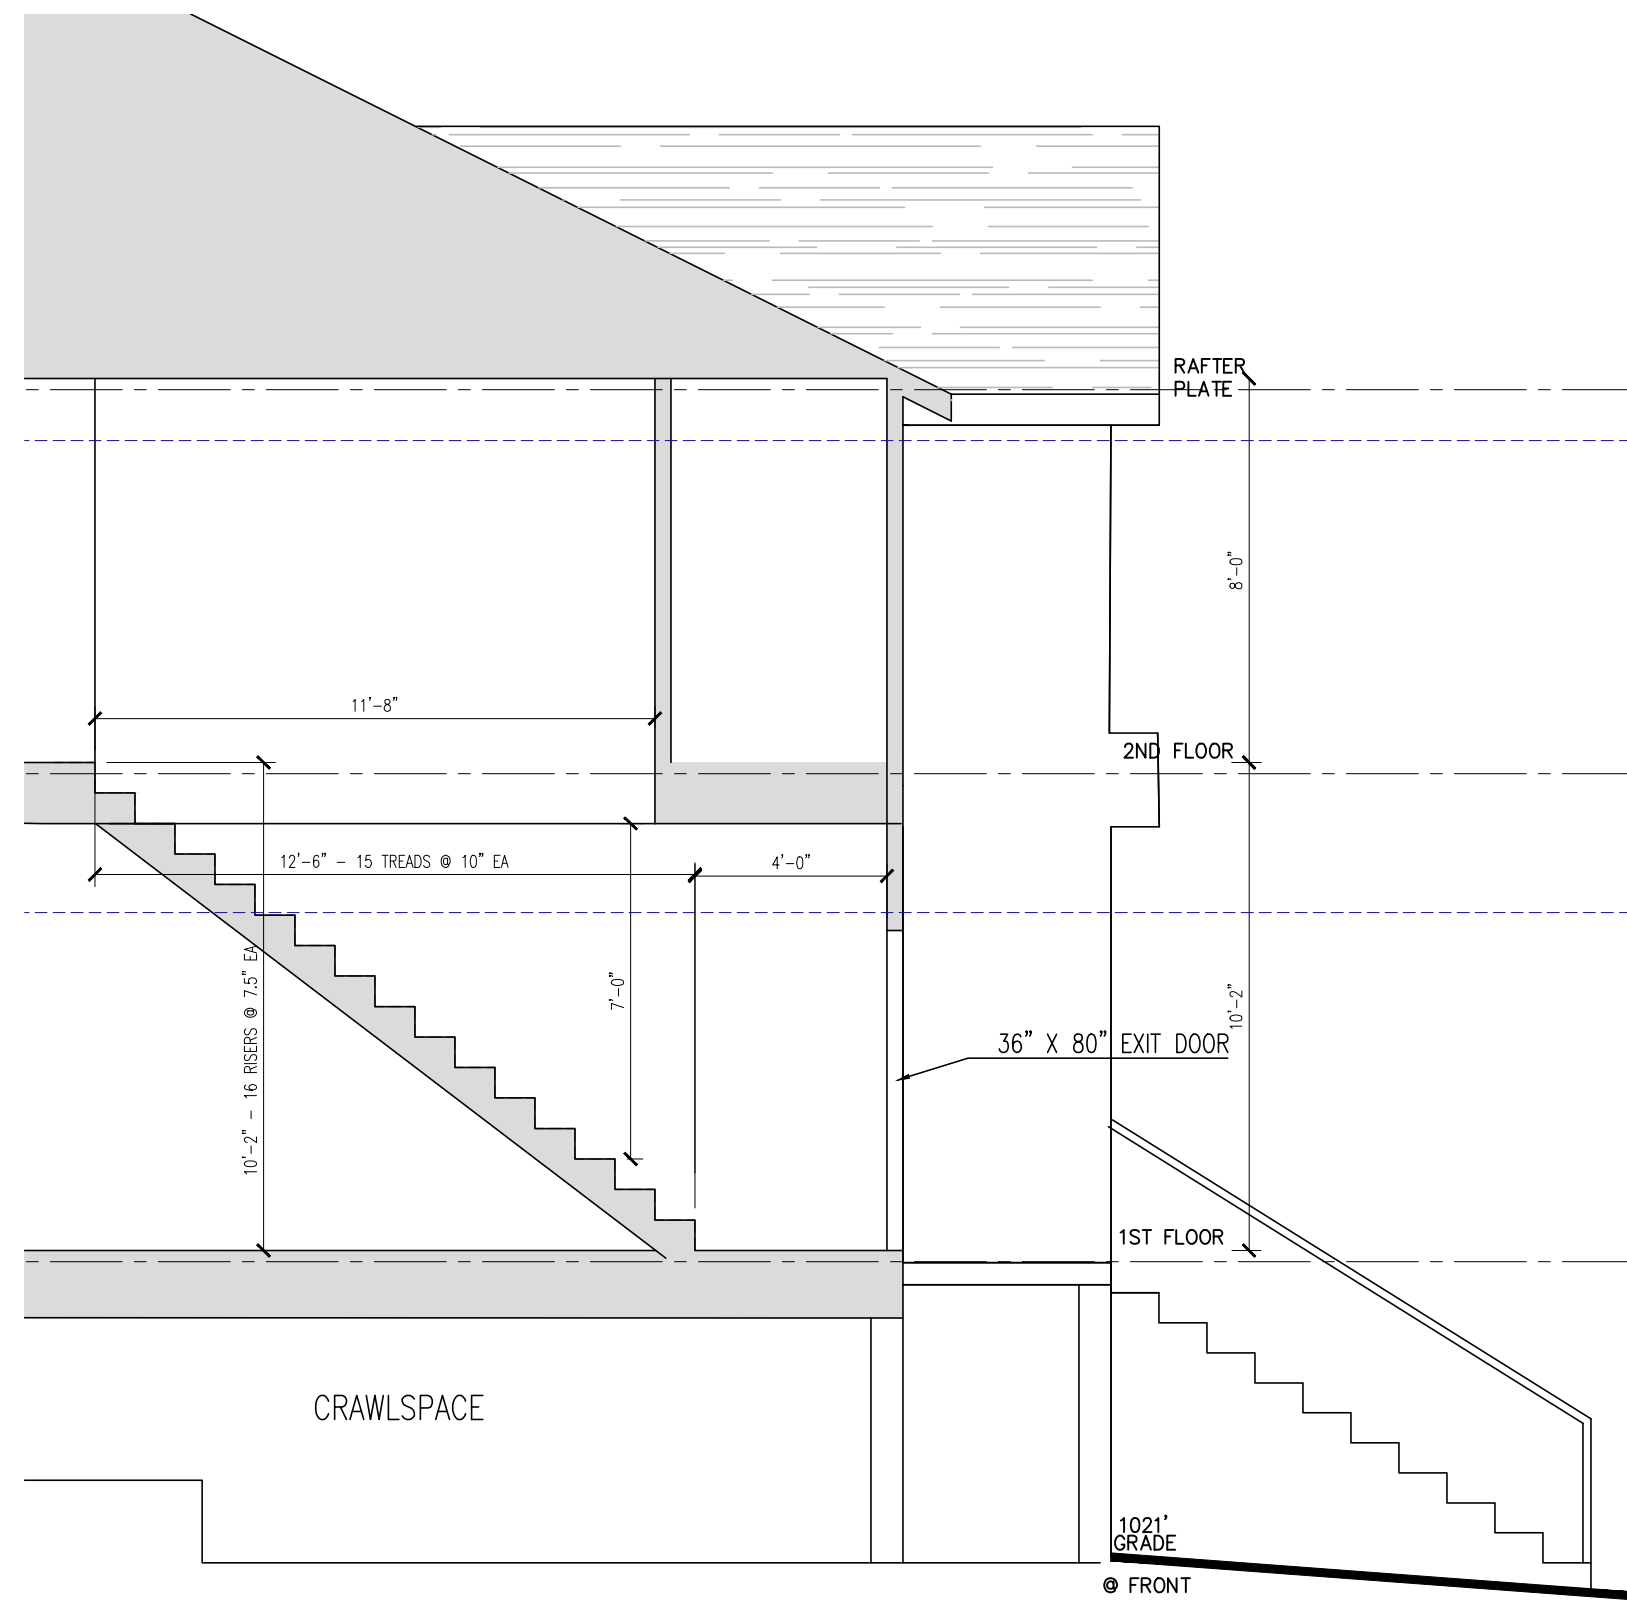 RAFTER
PLATE
8'-0"
11'-8"
2ND FLOOR
12'-6" - 15 TREADS @ 10" EA
4'-0"
10'-2" - 16 RISERS @ 7.5" EA
7'-0"
10'-2"
36" X 80" EXIT DOOR
1ST FLOOR
CRAWLSPACE
1021'
GRADE
@ FRONT